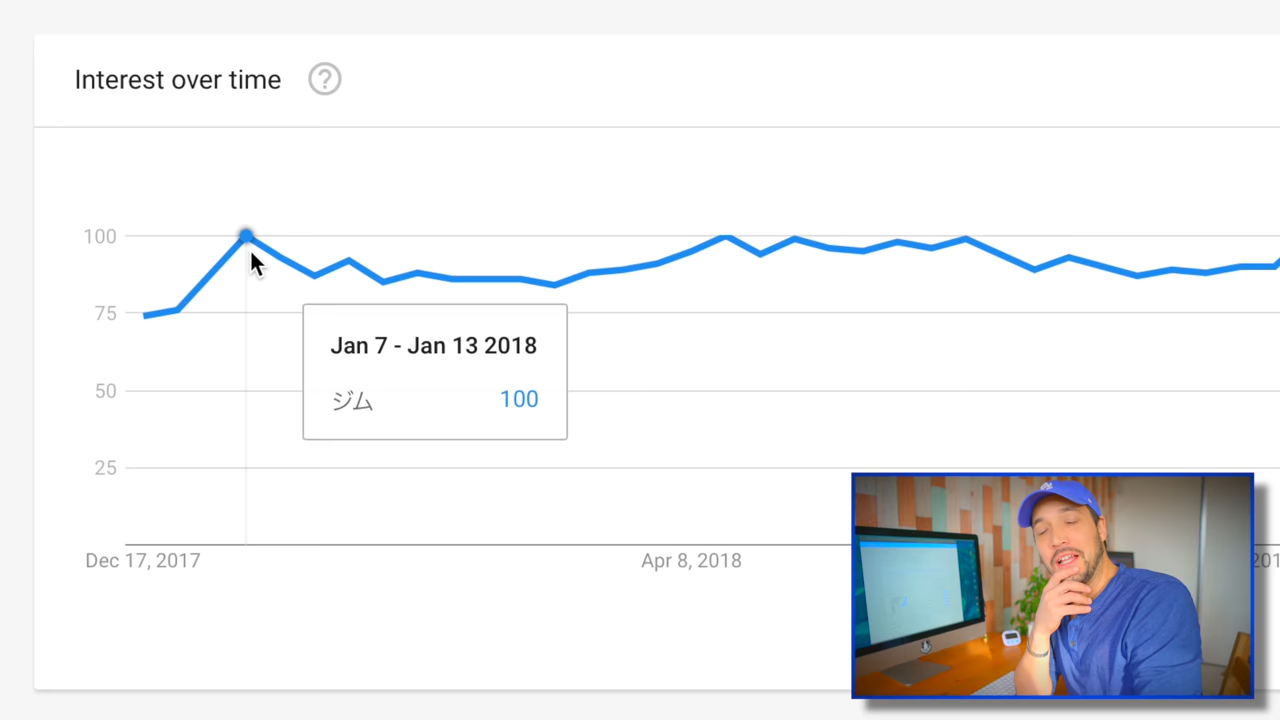 Interest over time ?
100
75
50
25
Jan 7 - Jan 13 2018
ジム 100
Dec 17, 2017
Apr 8, 2018